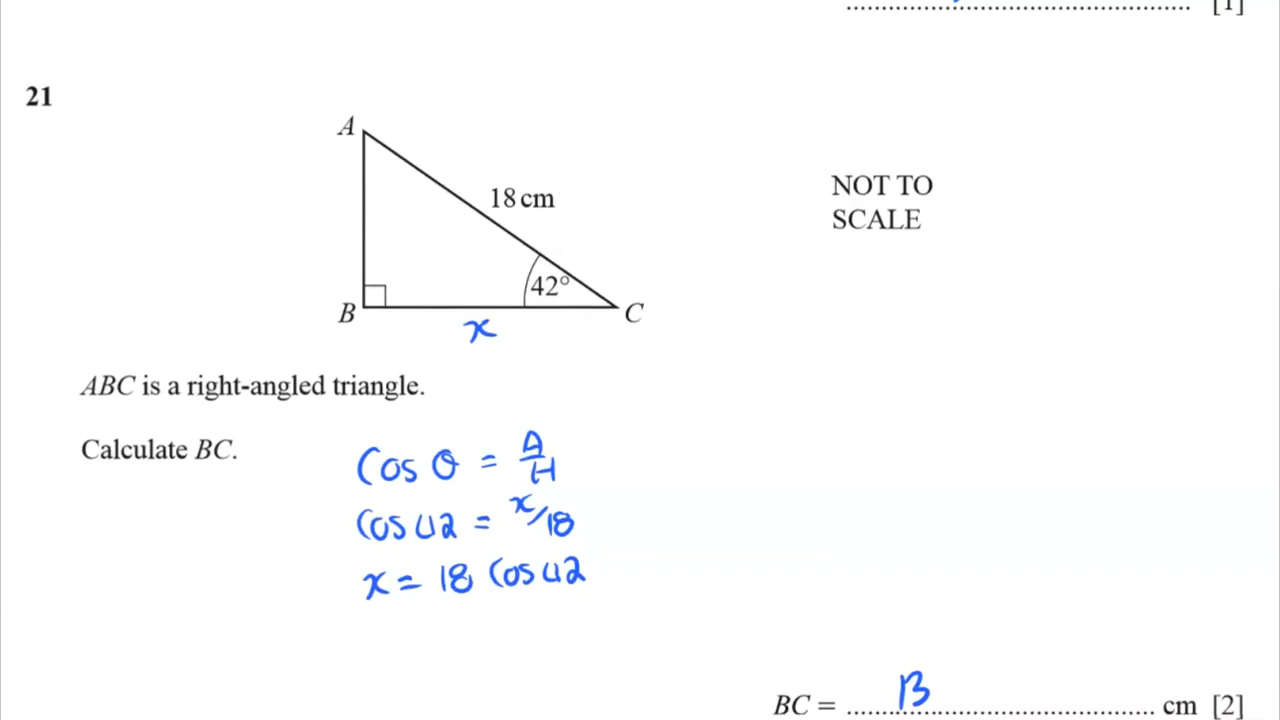 [1]
21
A
18 cm
NOT TO
SCALE
42°
B
C
x
ABC is a right-angled triangle.
Calculate BC.
Cos θ = A/H
Cos 42 = x/18
x = 18 Cos 42
BC = 13 cm [2]